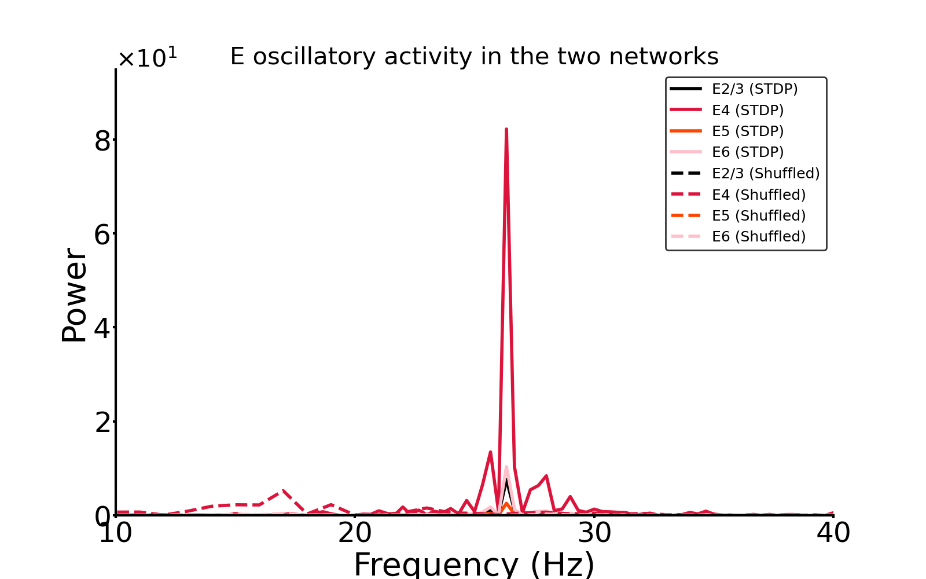 ×10¹
E oscillatory activity in the two networks
E2/3 (STDP)
E4 (STDP)
E5 (STDP)
E6 (STDP)
E2/3 (Shuffled)
E4 (Shuffled)
E5 (Shuffled)
E6 (Shuffled)
8
6
4
2
0
Power
10
20
30
40
Frequency (Hz)